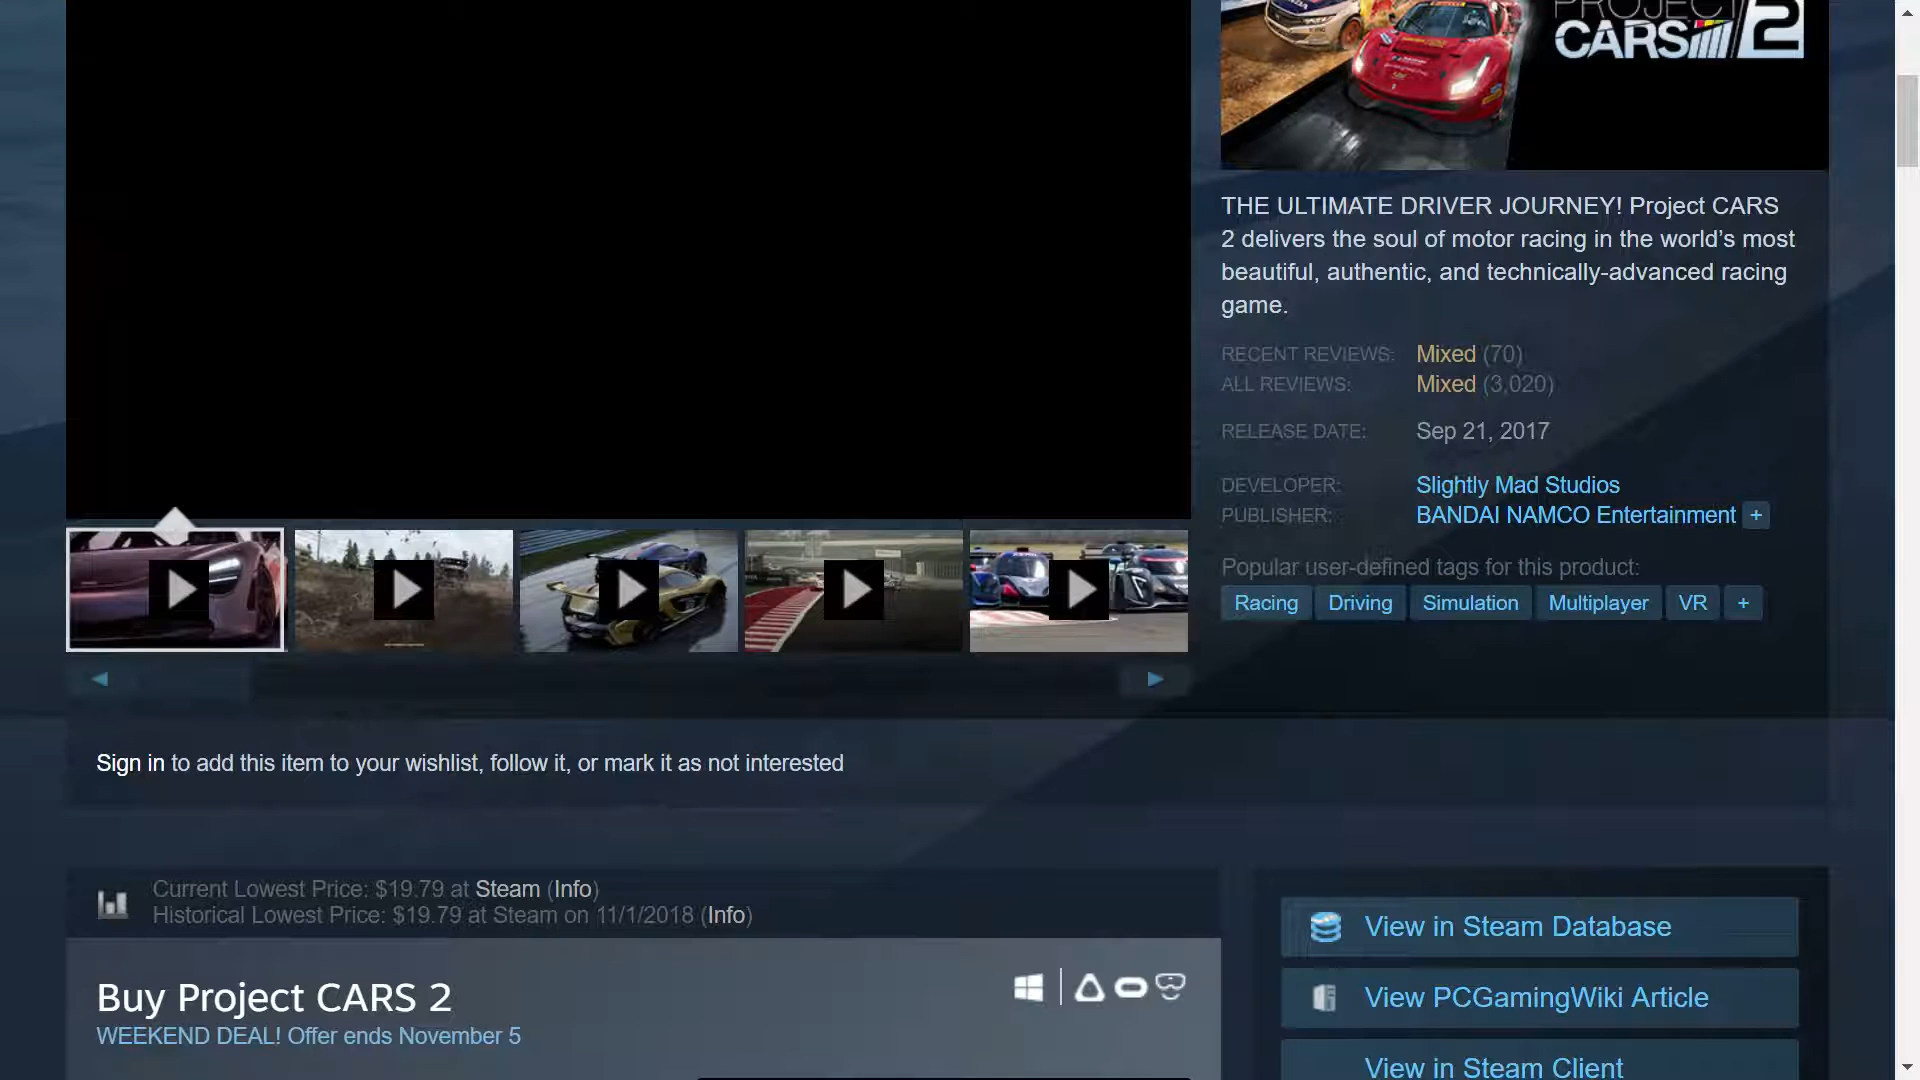 PROJECT
CARS 2
THE ULTIMATE DRIVER JOURNEY! Project CARS
2 delivers the soul of motor racing in the world’s most
beautiful, authentic, and technically-advanced racing
game.
RECENT REVIEWS: Mixed (70)
ALL REVIEWS: Mixed (3,020)
RELEASE DATE: Sep 21, 2017
DEVELOPER: Slightly Mad Studios
PUBLISHER: BANDAI NAMCO Entertainment +
Popular user-defined tags for this product:
Racing Driving Simulation Multiplayer VR +
Sign in to add this item to your wishlist, follow it, or mark it as not interested
Current Lowest Price: $19.79 at Steam (Info)
Historical Lowest Price: $19.79 at Steam on 11/1/2018 (Info)
Buy Project CARS 2
WEEKEND DEAL! Offer ends November 5
View in Steam Database
View PCGamingWiki Article
View in Steam Client